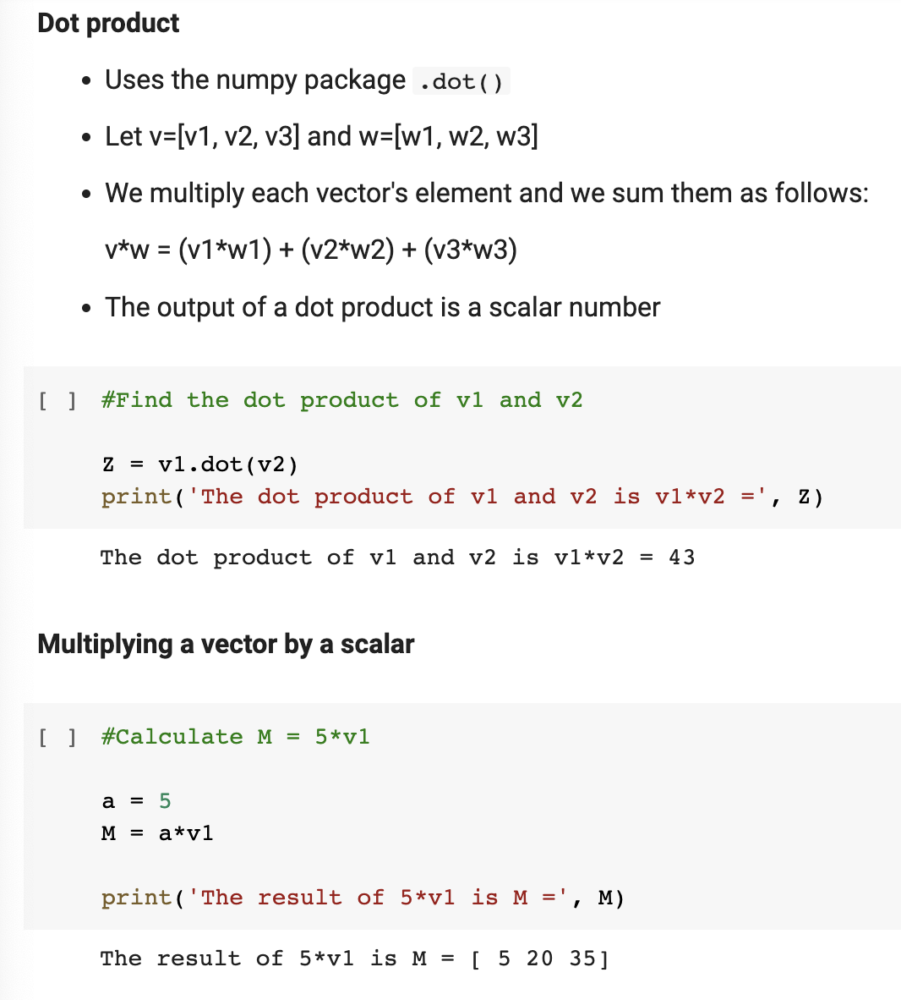 Dot product
• Uses the numpy package .dot()
• Let v=[v1, v2, v3] and w=[w1, w2, w3]
• We multiply each vector's element and we sum them as follows:
v*w = (v1*w1) + (v2*w2) + (v3*w3)
• The output of a dot product is a scalar number
[ ] #Find the dot product of v1 and v2
Z = v1.dot(v2)
print('The dot product of v1 and v2 is v1*v2 =', Z)
The dot product of v1 and v2 is v1*v2 = 43
Multiplying a vector by a scalar
[ ] #Calculate M = 5*v1
a = 5
M = a*v1
print('The result of 5*v1 is M =', M)
The result of 5*v1 is M = [ 5 20 35]